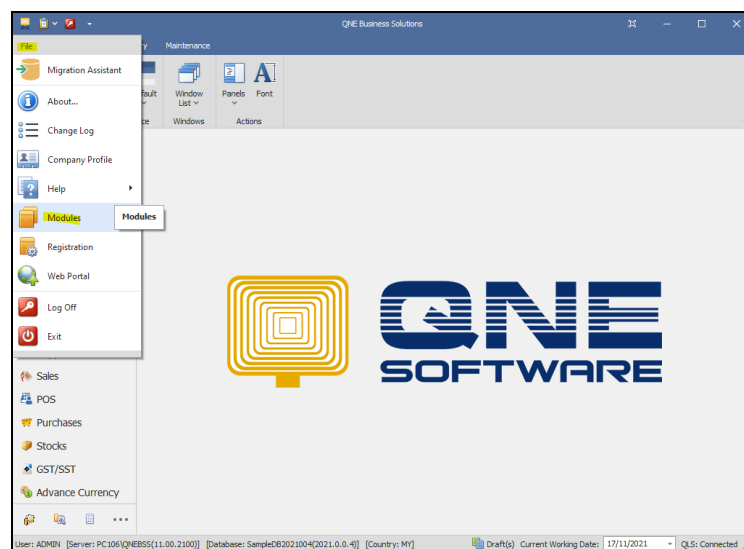 QNE Business Solutions
File
y
Maintenance
Migration Assistant
About...
Change Log
Company Profile
Help
Modules
Modules
Registration
Web Portal
Log Off
Exit
fault
Window
List
Panels
Font
ce
Windows
Actions
QNE
SOFTWARE
Sales
POS
Purchases
Stocks
GST/SST
Advance Currency
User: ADMIN [Server: PC106\QNEBSS(11.00.2100)] [Database: SampleDB2021004(2021.0.0.4)] [Country: MY] Draft(s) Current Working Date: 17/11/2021 QLS: Connected